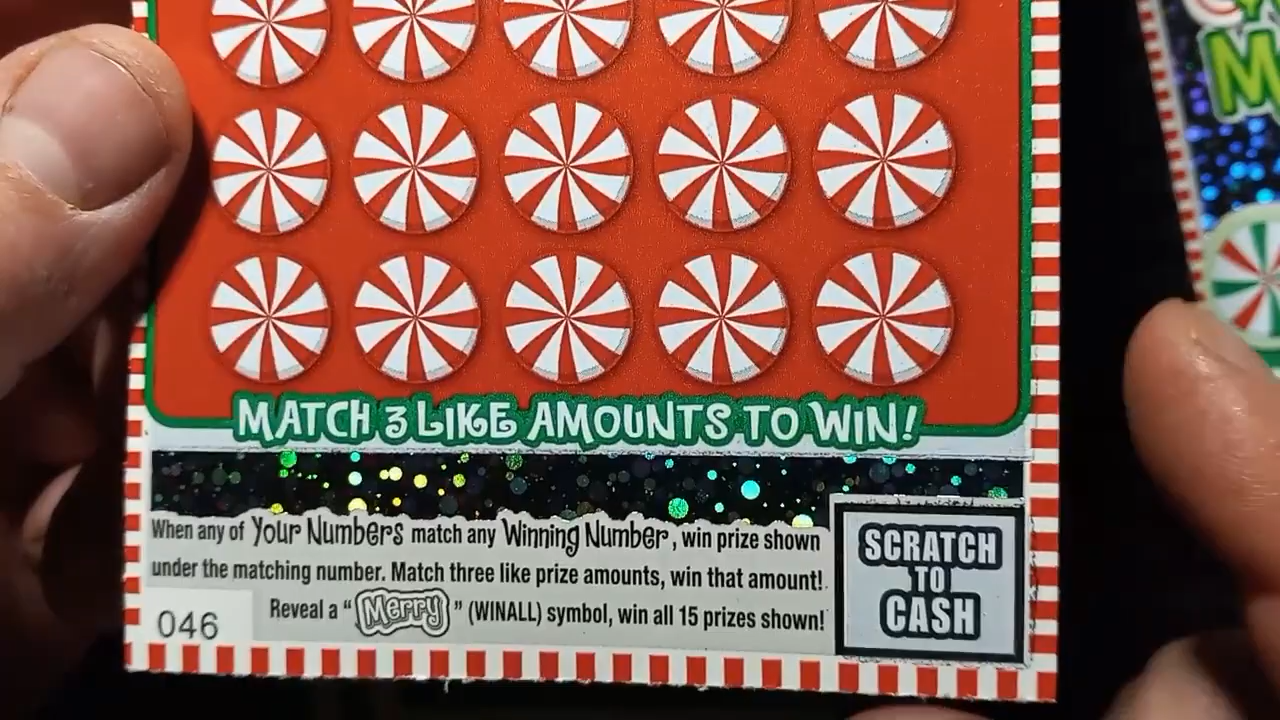 MATCH 3 LIKE AMOUNTS TO WIN!
When any of Your Numbers match any Winning Number, win prize shown
under the matching number. Match three like prize amounts, win that amount!
Reveal a "Merry" (WINALL) symbol, win all 15 prizes shown!
046
SCRATCH
TO
CASH
M